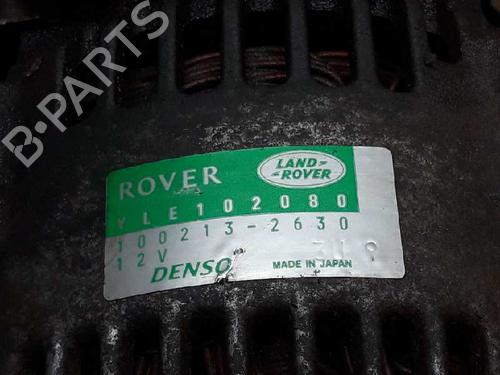 B-PARTS
ROVER
LAND-
-ROVER
YLE102080
100213-2630
12V
DENSO
MADE IN JAPAN